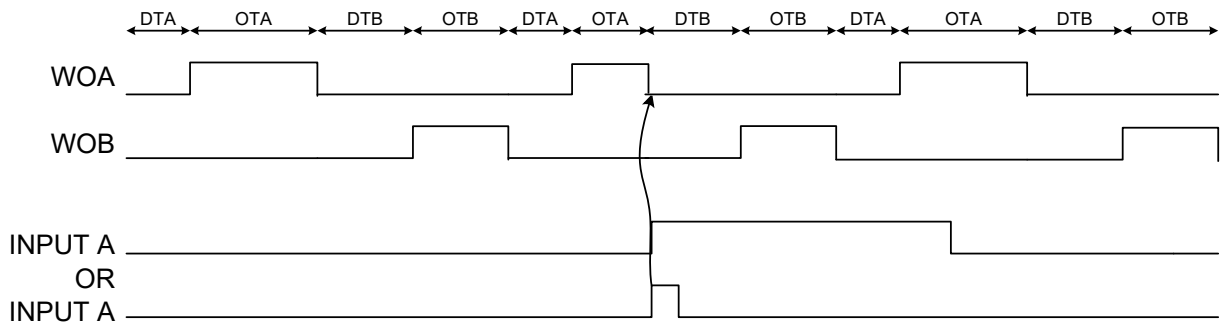 DTA OTA DTB OTB DTA OTA DTB OTB DTA OTA DTB OTB
WOA
WOB
INPUT A
OR
INPUT A